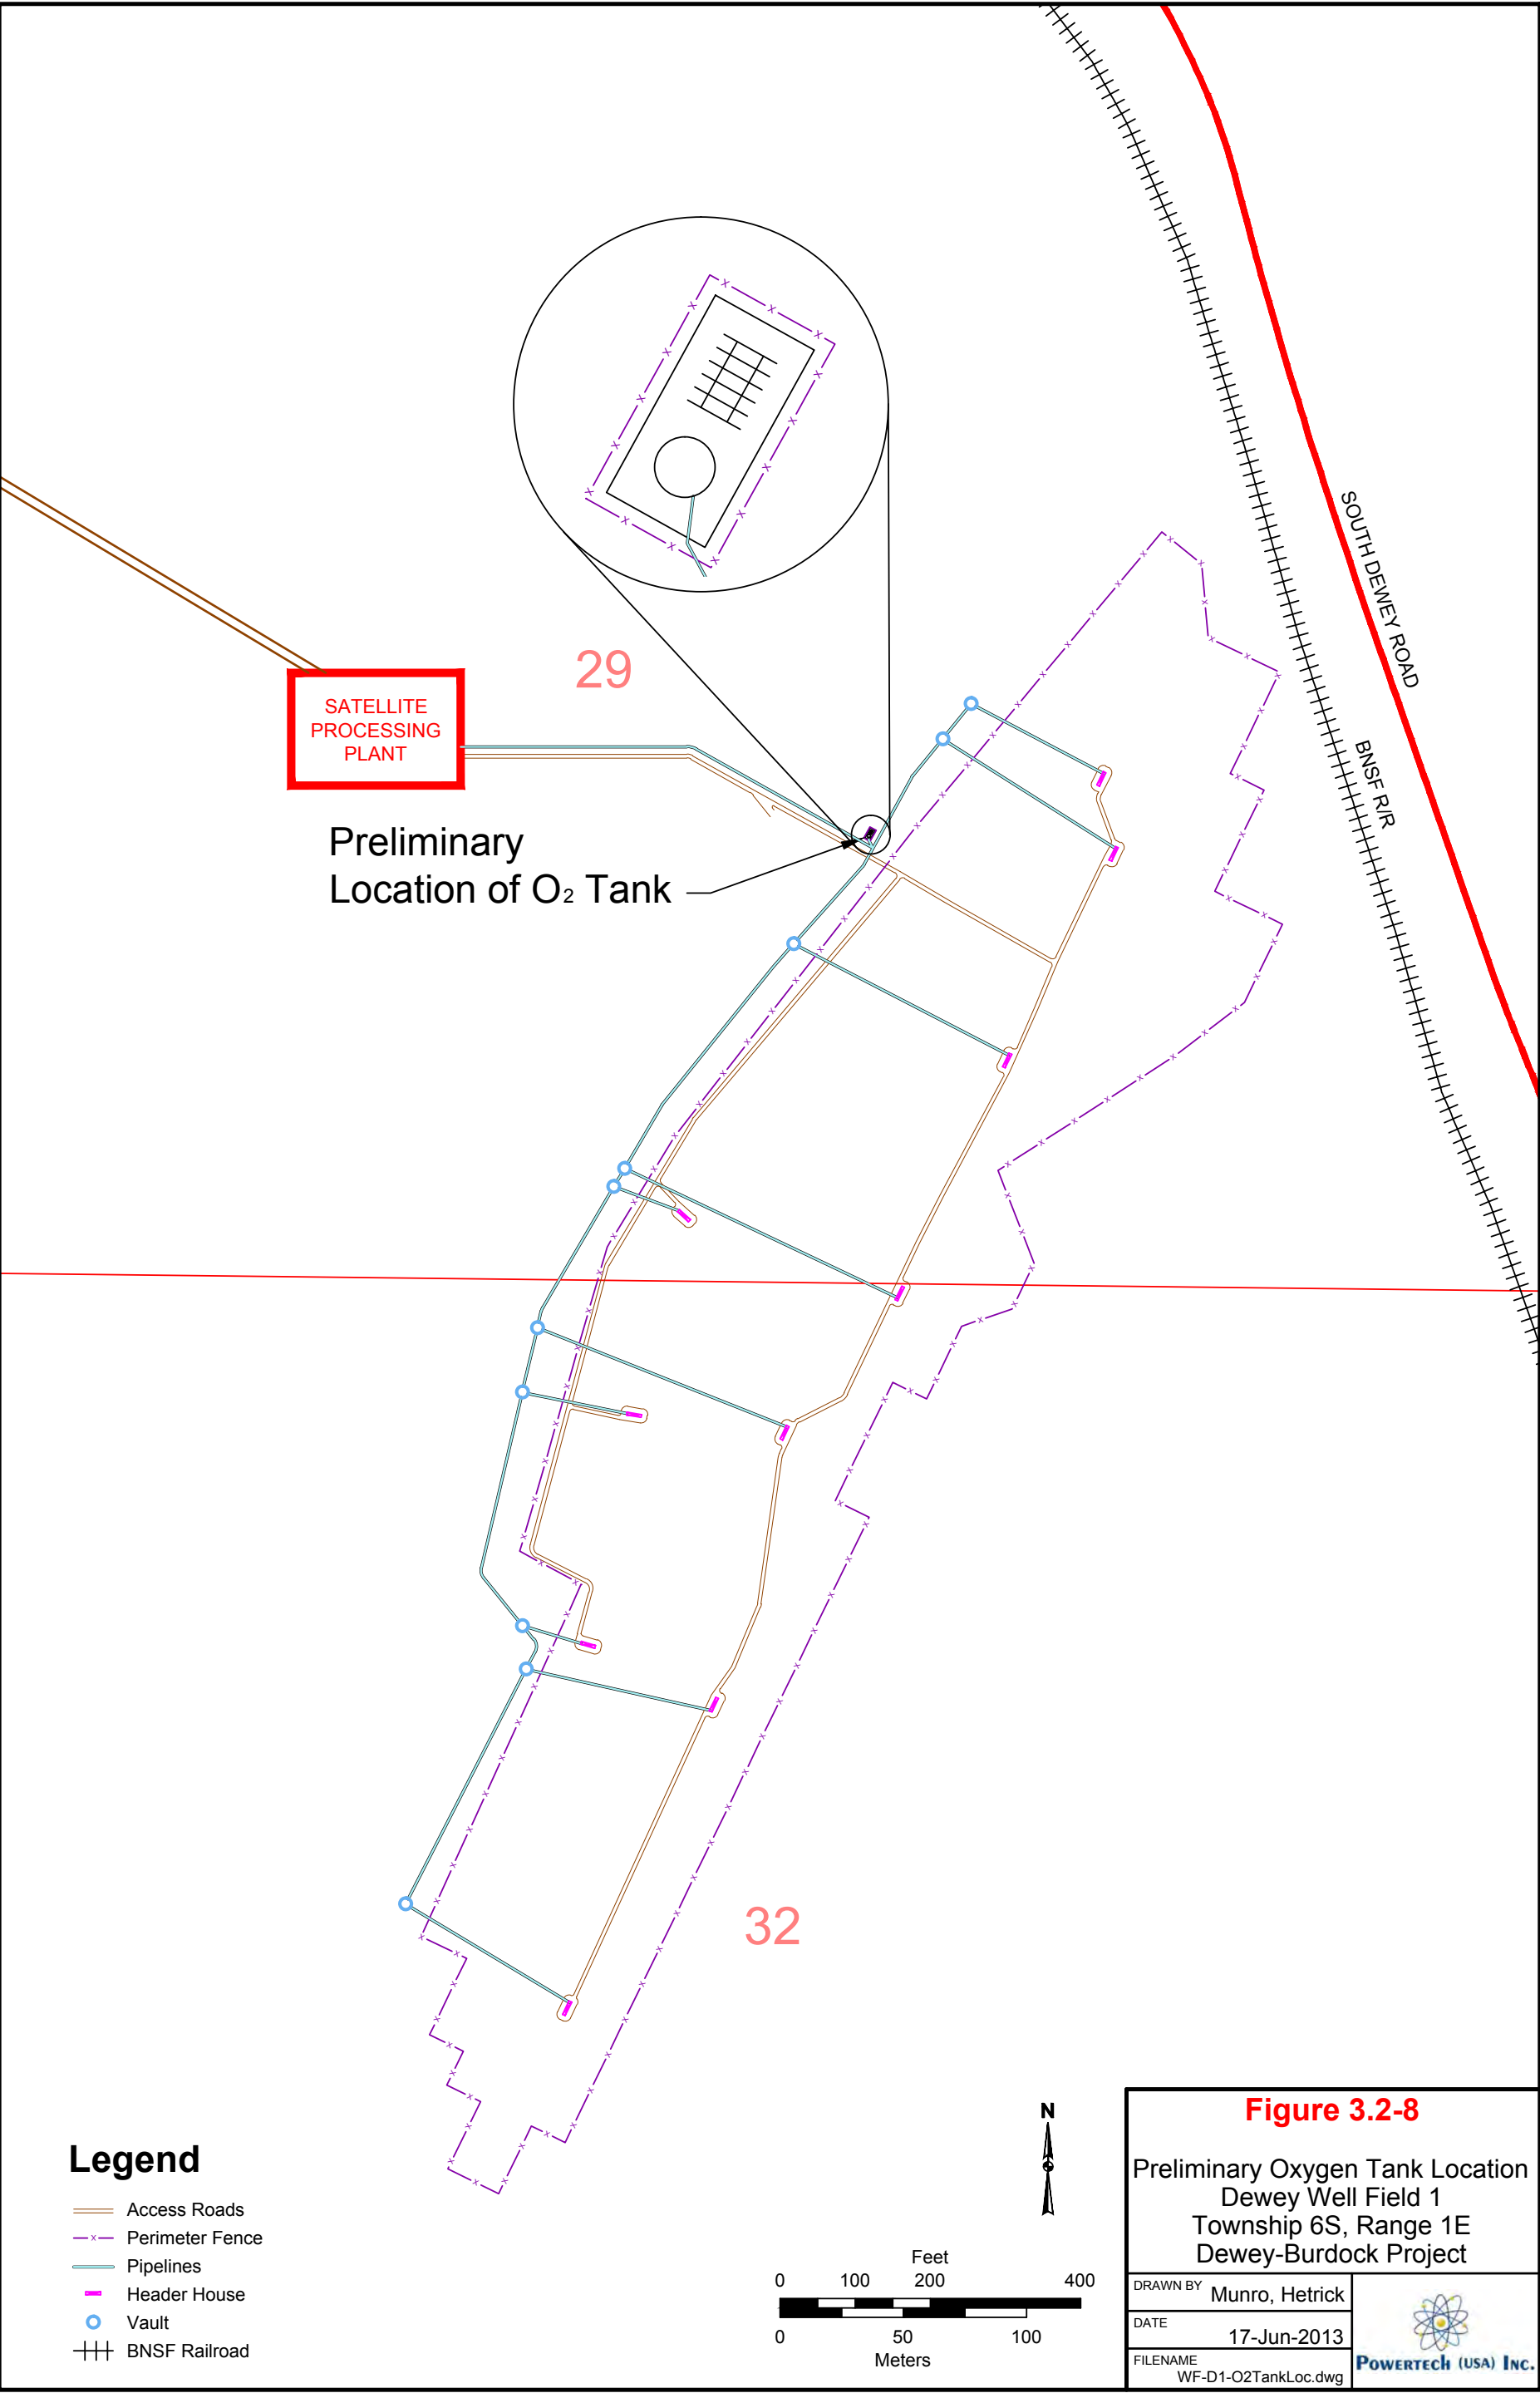 SOUTH DEWEY ROAD
29
SATELLITE
PROCESSING
PLANT
BNSF R/R
Preliminary
Location of O₂ Tank
32
N
Legend
Access Roads
Perimeter Fence
Pipelines
Header House
Vault
BNSF Railroad
Feet
0 100 200 400
0 50 100
Meters
Figure 3.2-8
Preliminary Oxygen Tank Location
Dewey Well Field 1
Township 6S, Range 1E
Dewey-Burdock Project
DRAWN BY Munro, Hetrick
DATE 17-Jun-2013
FILENAME WF-D1-O2TankLoc.dwg
POWERTECH (USA) INC.